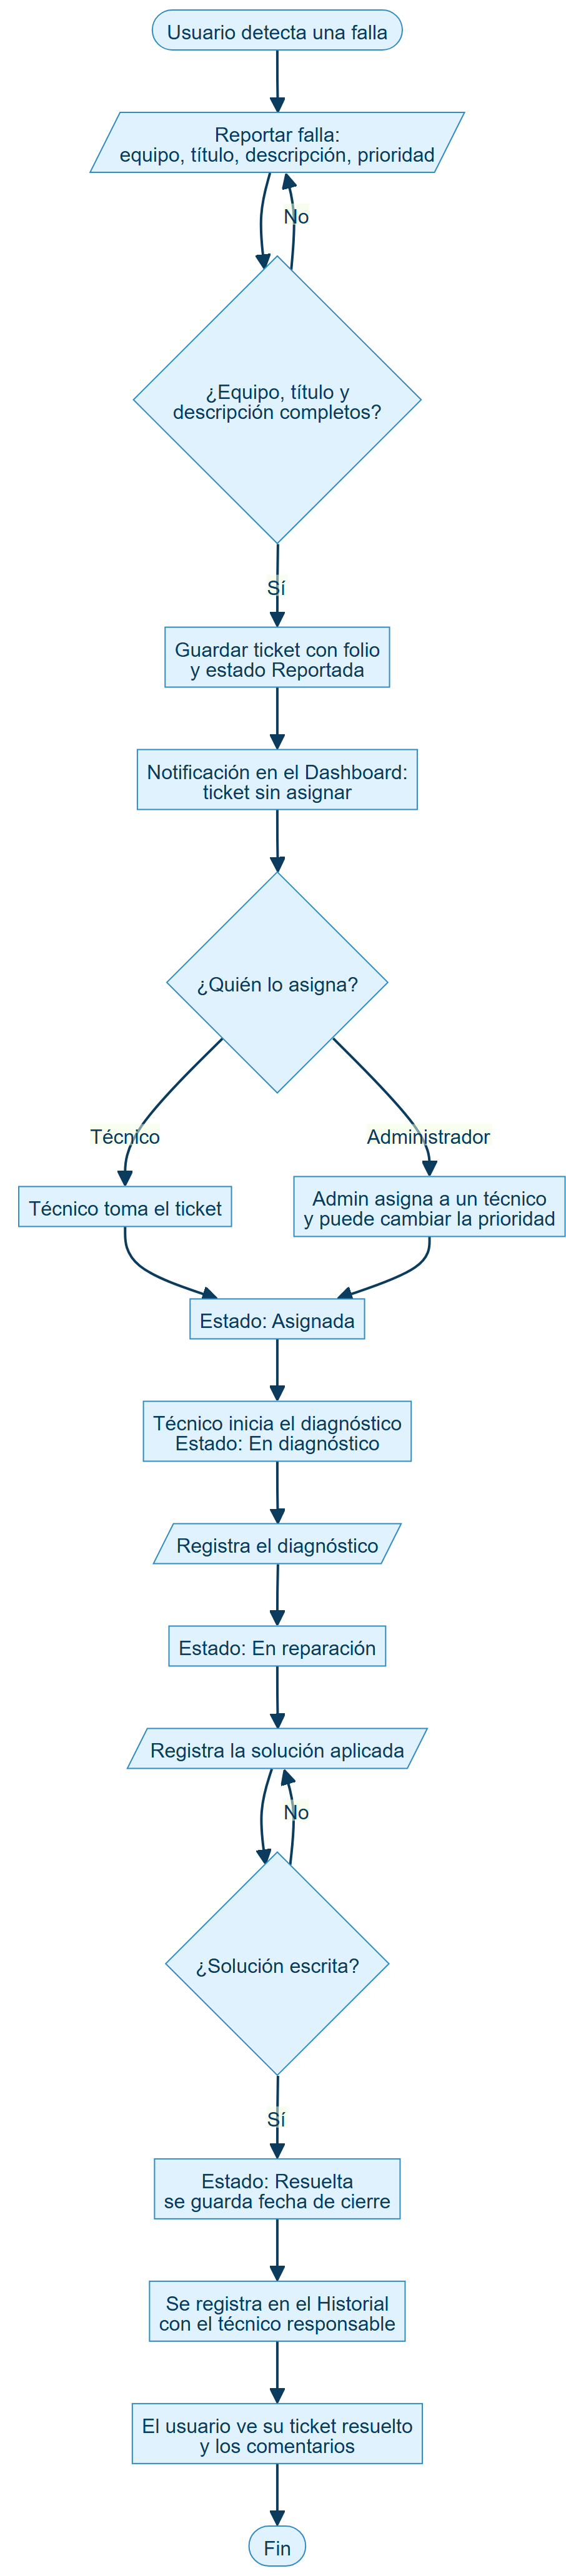 Usuario detecta una falla
Reportar falla:
equipo, título, descripción, prioridad
No
¿Equipo, título y
descripción completos?
Sí
Guardar ticket con folio
y estado Reportada
Notificación en el Dashboard:
ticket sin asignar
¿Quién lo asigna?
Técnico
Administrador
Técnico toma el ticket
Admin asigna a un técnico
y puede cambiar la prioridad
Estado: Asignada
Técnico inicia el diagnóstico
Estado: En diagnóstico
Registra el diagnóstico
Estado: En reparación
Registra la solución aplicada
No
¿Solución escrita?
Sí
Estado: Resuelta
se guarda fecha de cierre
Se registra en el Historial
con el técnico responsable
El usuario ve su ticket resuelto
y los comentarios
Fin